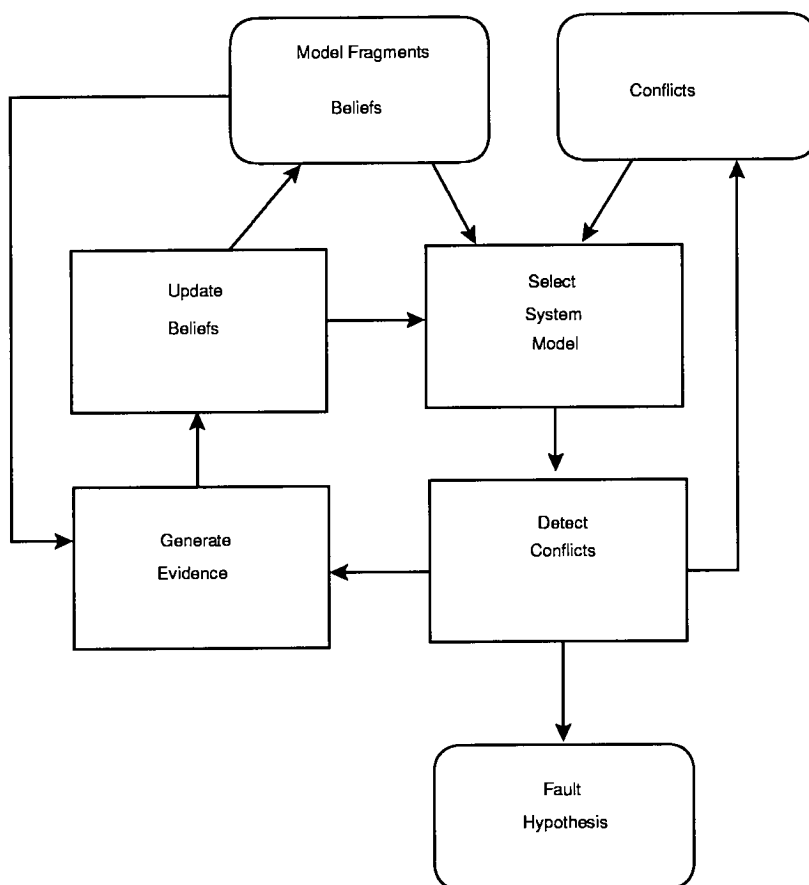 Model Fragments
Beliefs
Conflicts
Update
Beliefs
Select
System
Model
Generate
Evidence
Detect
Conflicts
Fault
Hypothesis